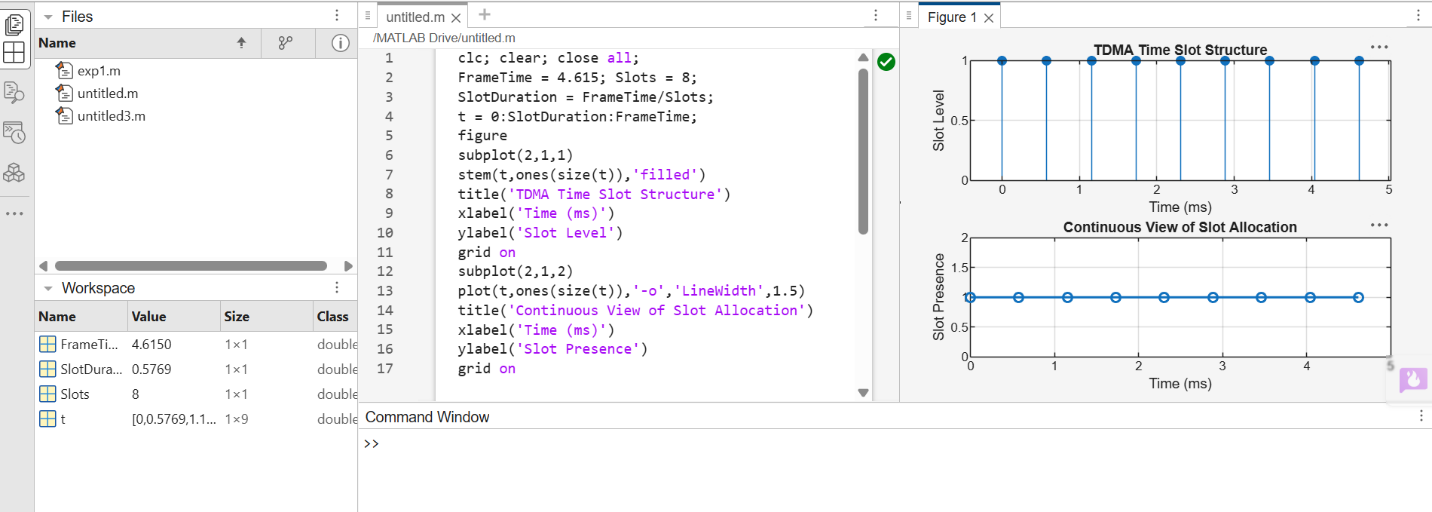 Files
Name
exp1.m
untitled.m
untitled3.m
Workspace
Name Value Size Class
FrameTi... 4.6150 1×1 double
SlotDura... 0.5769 1×1 double
Slots 8 1×1 double
t [0,0.5769,1.1... 1×9 double
untitled.m
/MATLAB Drive/untitled.m
1 clc; clear; close all;
2 FrameTime = 4.615; Slots = 8;
3 SlotDuration = FrameTime/Slots;
4 t = 0:SlotDuration:FrameTime;
5 figure
6 subplot(2,1,1)
7 stem(t,ones(size(t)),'filled')
8 title('TDMA Time Slot Structure')
9 xlabel('Time (ms)')
10 ylabel('Slot Level')
11 grid on
12 subplot(2,1,2)
13 plot(t,ones(size(t)),'-o','LineWidth',1.5)
14 title('Continuous View of Slot Allocation')
15 xlabel('Time (ms)')
16 ylabel('Slot Presence')
17 grid on
Command Window
>>
Figure 1
TDMA Time Slot Structure
Slot Level
1
0.5
0
0 1 2 3 4 5
Time (ms)
Continuous View of Slot Allocation
Slot Presence
2
1.5
1
0.5
0
0 1 2 3 4 5
Time (ms)